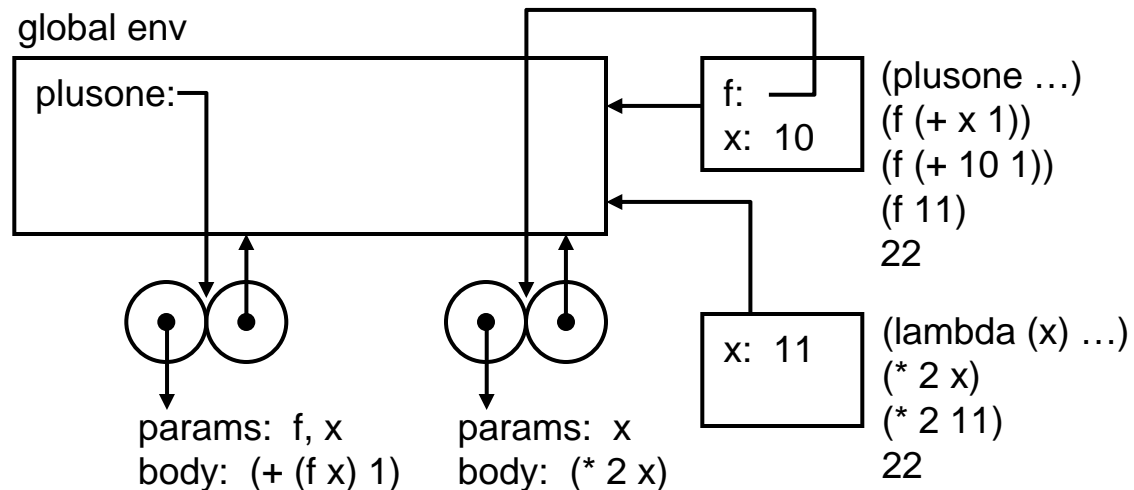 global env
plusone:
f:
x: 10
(plusone …)
(f (+ x 1))
(f (+ 10 1))
(f 11)
22
x: 11
(lambda (x) …)
(* 2 x)
(* 2 11)
22
params: f, x
body: (+ (f x) 1)
params: x
body: (* 2 x)